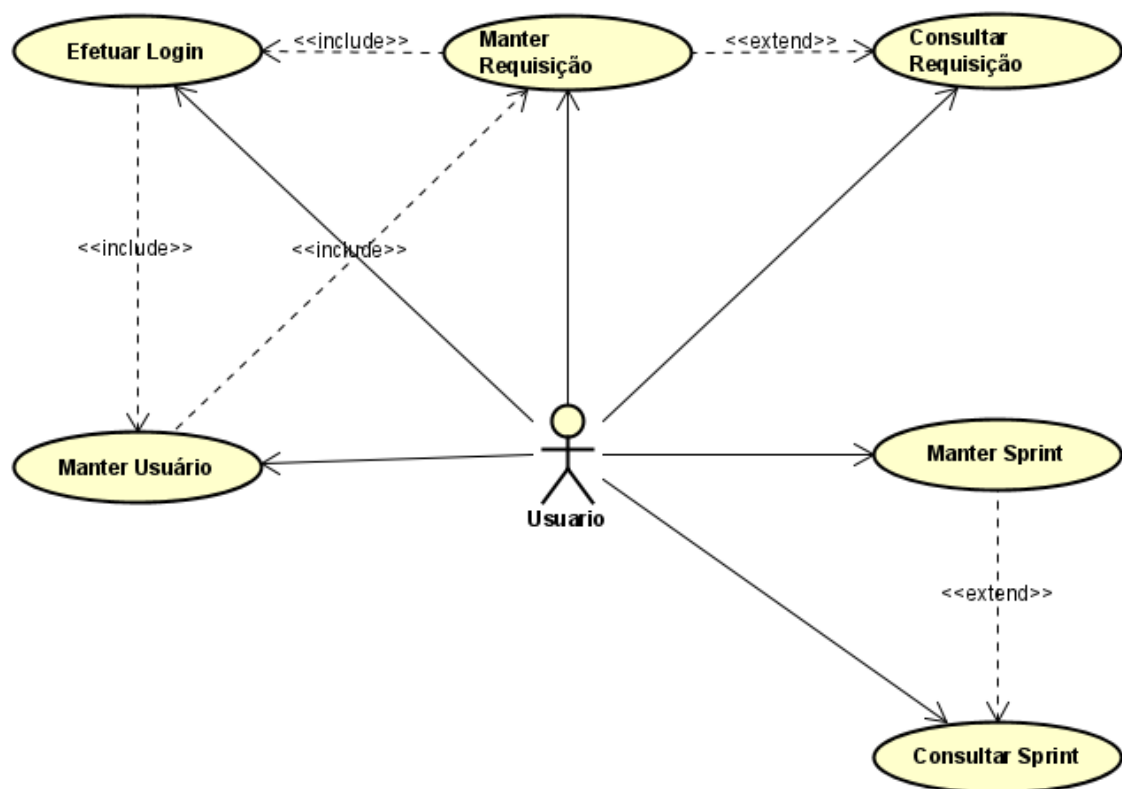 Efetuar Login
<<include>>
Manter
Requisição
<<extend>>
Consultar
Requisição
<<include>>
<<include>>
Manter Usuário
Usuario
Manter Sprint
<<extend>>
Consultar Sprint